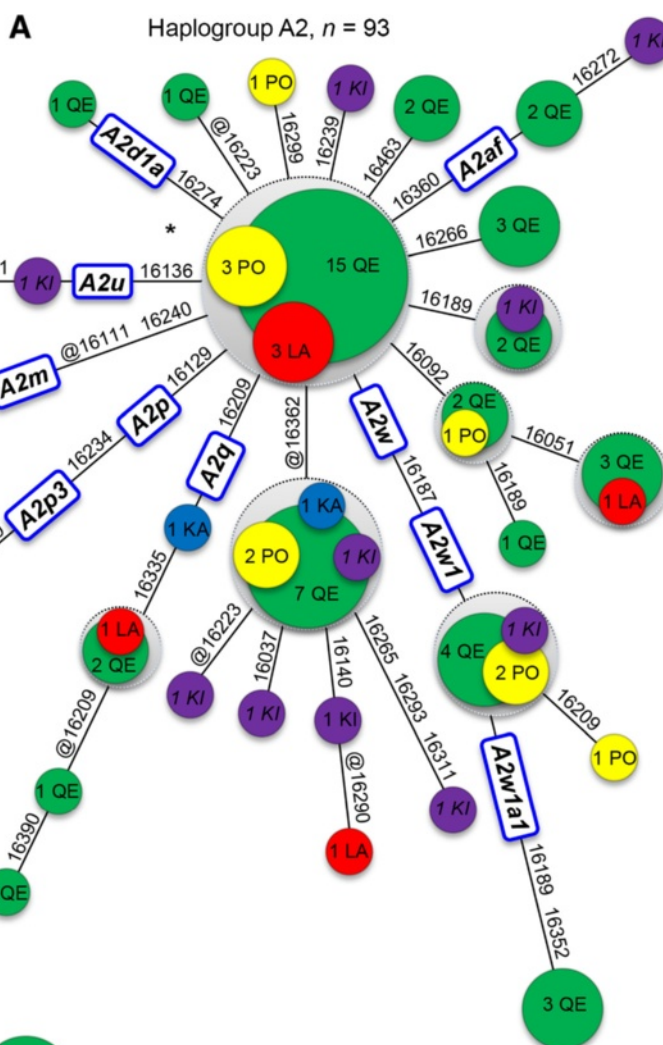 A
Haplogroup A2, n = 93
1 QE
1 QE
1 PO
1 KI
2 QE
2 QE
16272
1 KI
A2d1a
16274
@16223
16299
16239
16463
16360
A2af
*
3 PO
15 QE
3 LA
16266
3 QE
1
1 KI
A2u
16136
16189
1 KI
2 QE
A2m
@16111
16240
16129
A2p
16234
A2p3
16209
A2q
@16362
A2w
16187
A2w1
16092
2 QE
1 PO
16051
3 QE
1 LA
16189
1 QE
1 KA
16335
1 LA
2 QE
@16209
1 QE
16390
QE
1 KA
2 PO
1 KI
7 QE
@16223
1 KI
16037
1 KI
16140
1 KI
@16290
1 LA
16265
16293
16311
1 KI
4 QE
1 KI
2 PO
16209
1 PO
A2w1a1
16189
16352
3 QE